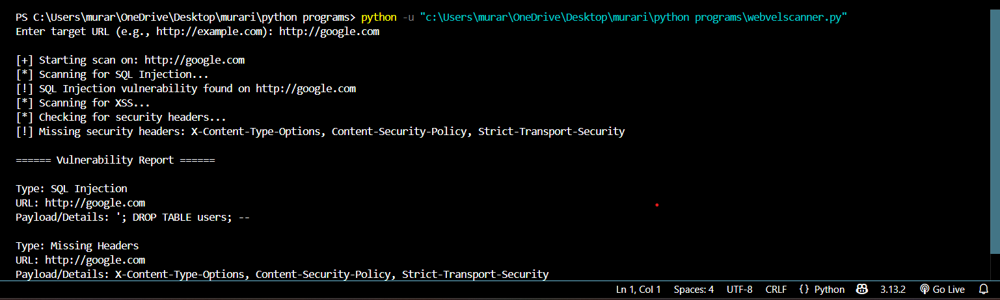 PS C:\Users\murar\OneDrive\Desktop\murari\python programs> python -u "c:\Users\murar\OneDrive\Desktop\murari\python programs\webvelscanner.py"
Enter target URL (e.g., http://example.com): http://google.com
[+] Starting scan on: http://google.com
[*] Scanning for SQL Injection...
[!] SQL Injection vulnerability found on http://google.com
[*] Scanning for XSS...
[*] Checking for security headers...
[!] Missing security headers: X-Content-Type-Options, Content-Security-Policy, Strict-Transport-Security
====== Vulnerability Report ======
Type: SQL Injection
URL: http://google.com
Payload/Details: '; DROP TABLE users; --
Type: Missing Headers
URL: http://google.com
Payload/Details: X-Content-Type-Options, Content-Security-Policy, Strict-Transport-Security
Ln 1, Col 1 Spaces: 4 UTF-8 CRLF {} Python 3.13.2 Go Live